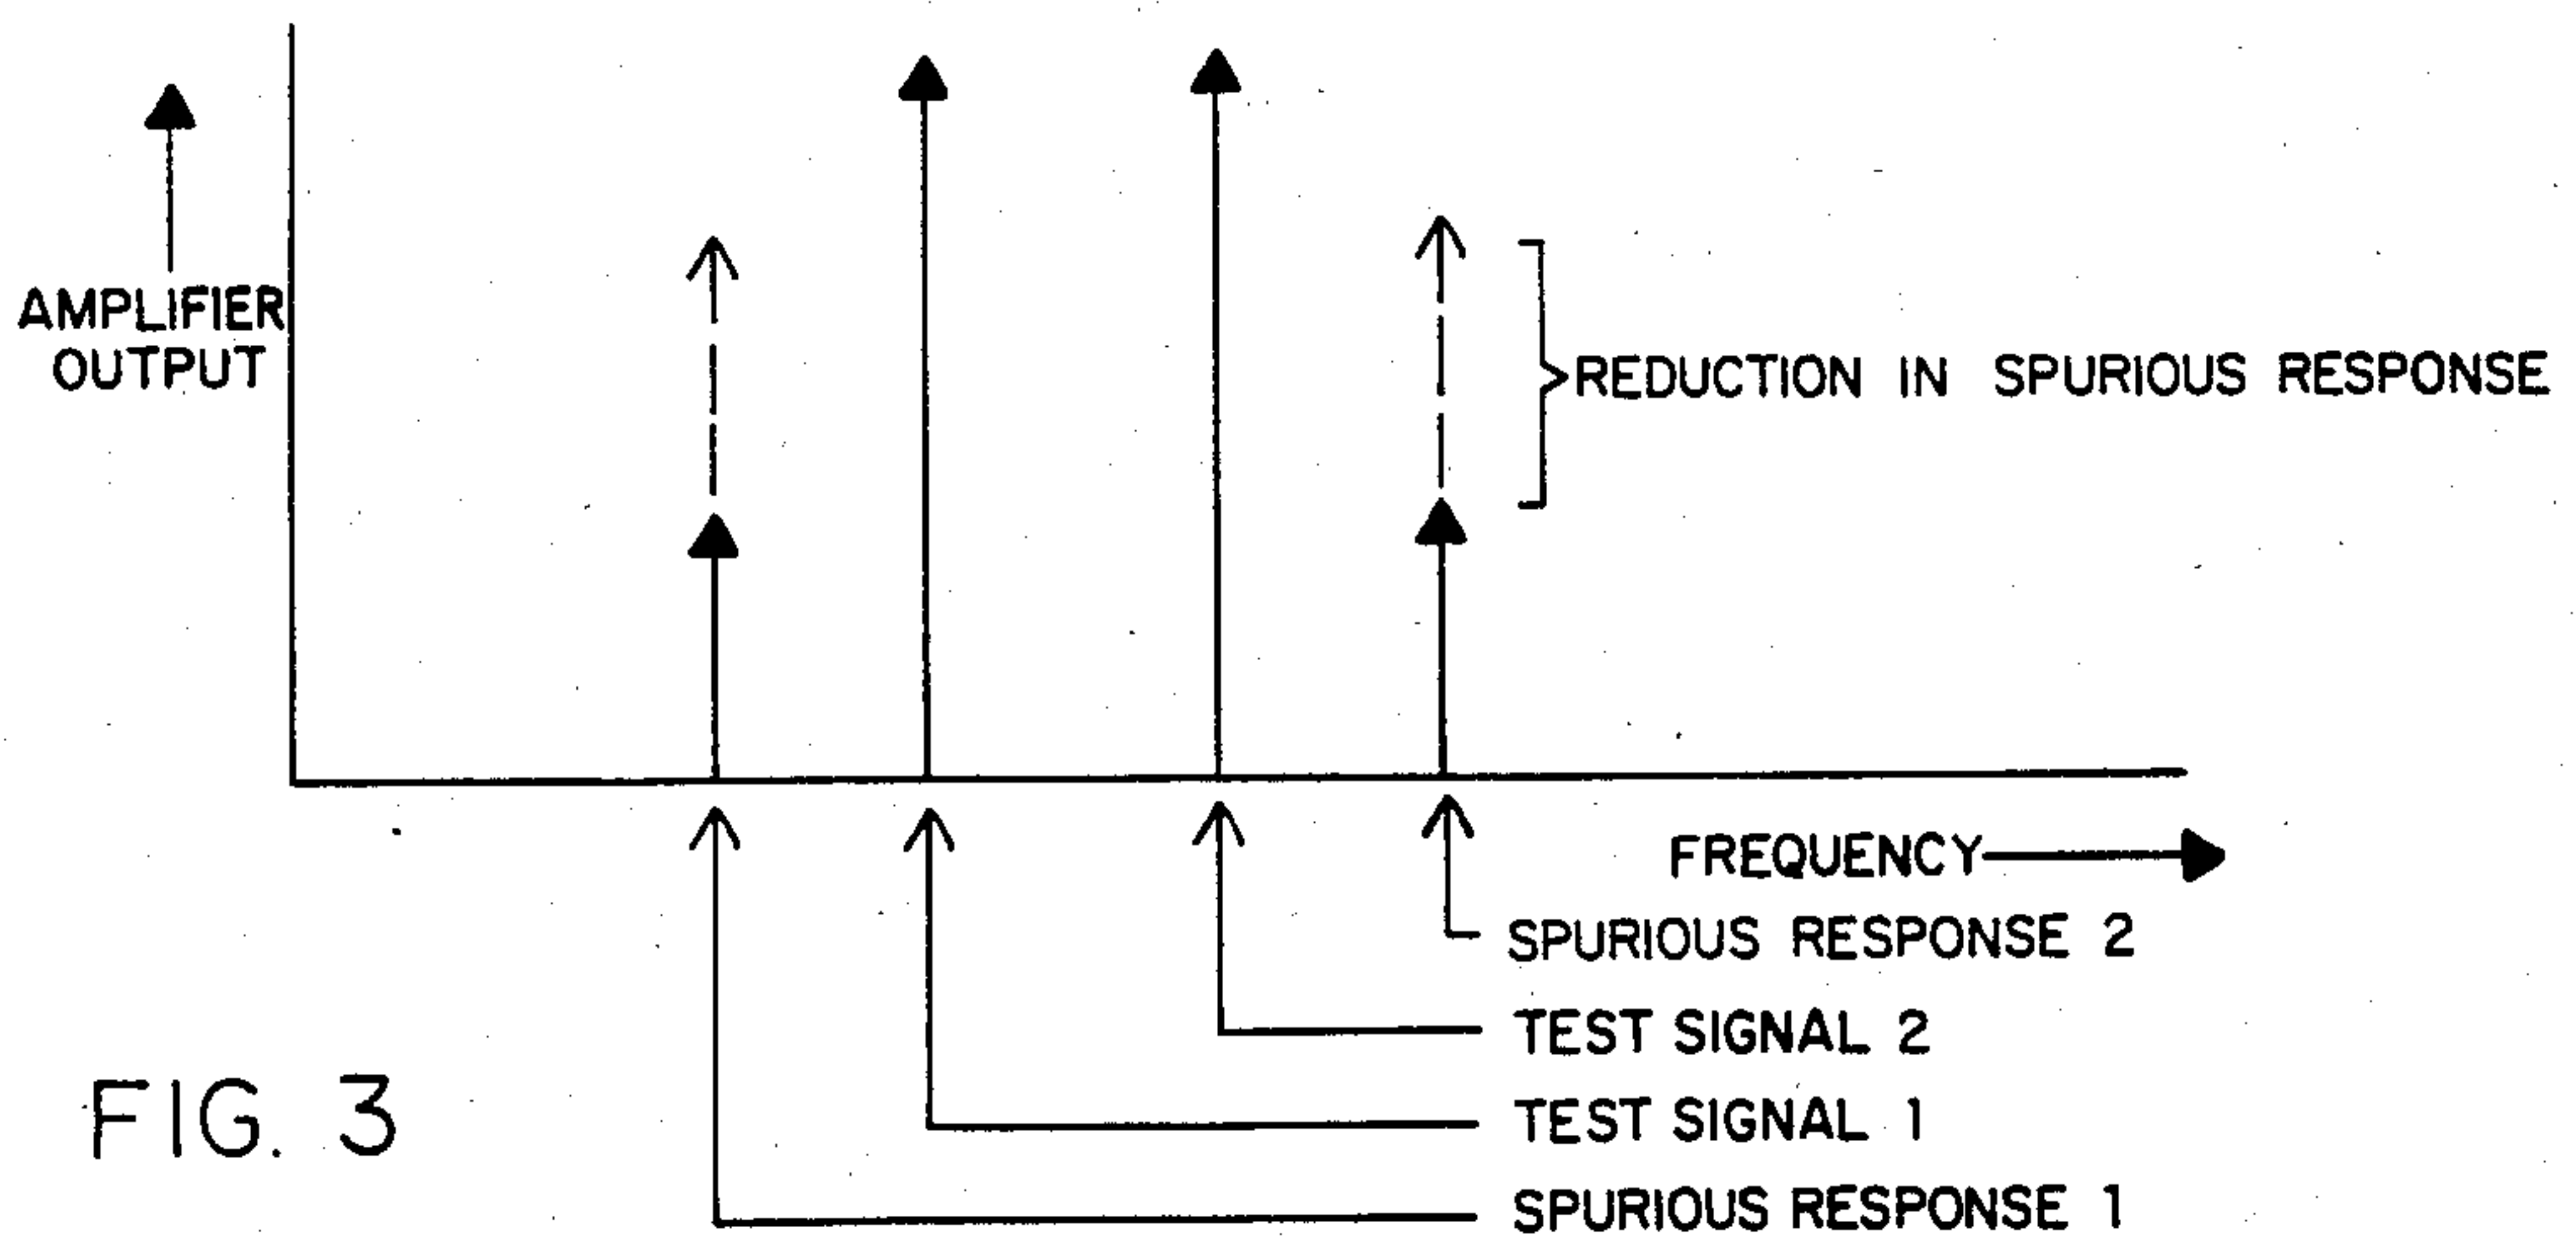 AMPLIFIER
OUTPUT
REDUCTION IN SPURIOUS RESPONSE
FREQUENCY
SPURIOUS RESPONSE 2
TEST SIGNAL 2
TEST SIGNAL 1
SPURIOUS RESPONSE 1
FIG. 3